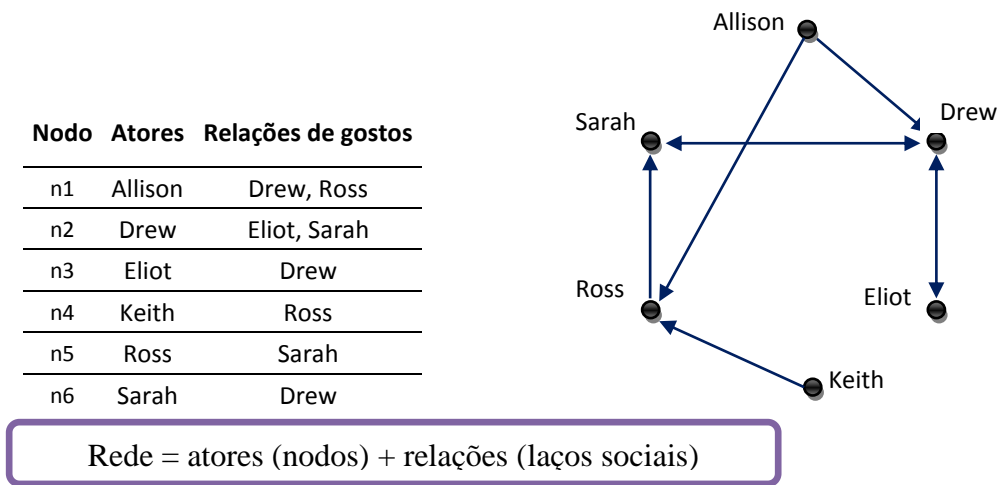 Nodo Atores Relações de gostos
n1 Allison Drew, Ross
n2 Drew Eliot, Sarah
n3 Eliot Drew
n4 Keith Ross
n5 Ross Sarah
n6 Sarah Drew
Allison
Sarah
Drew
Ross
Eliot
Keith
Rede = atores (nodos) + relações (laços sociais)